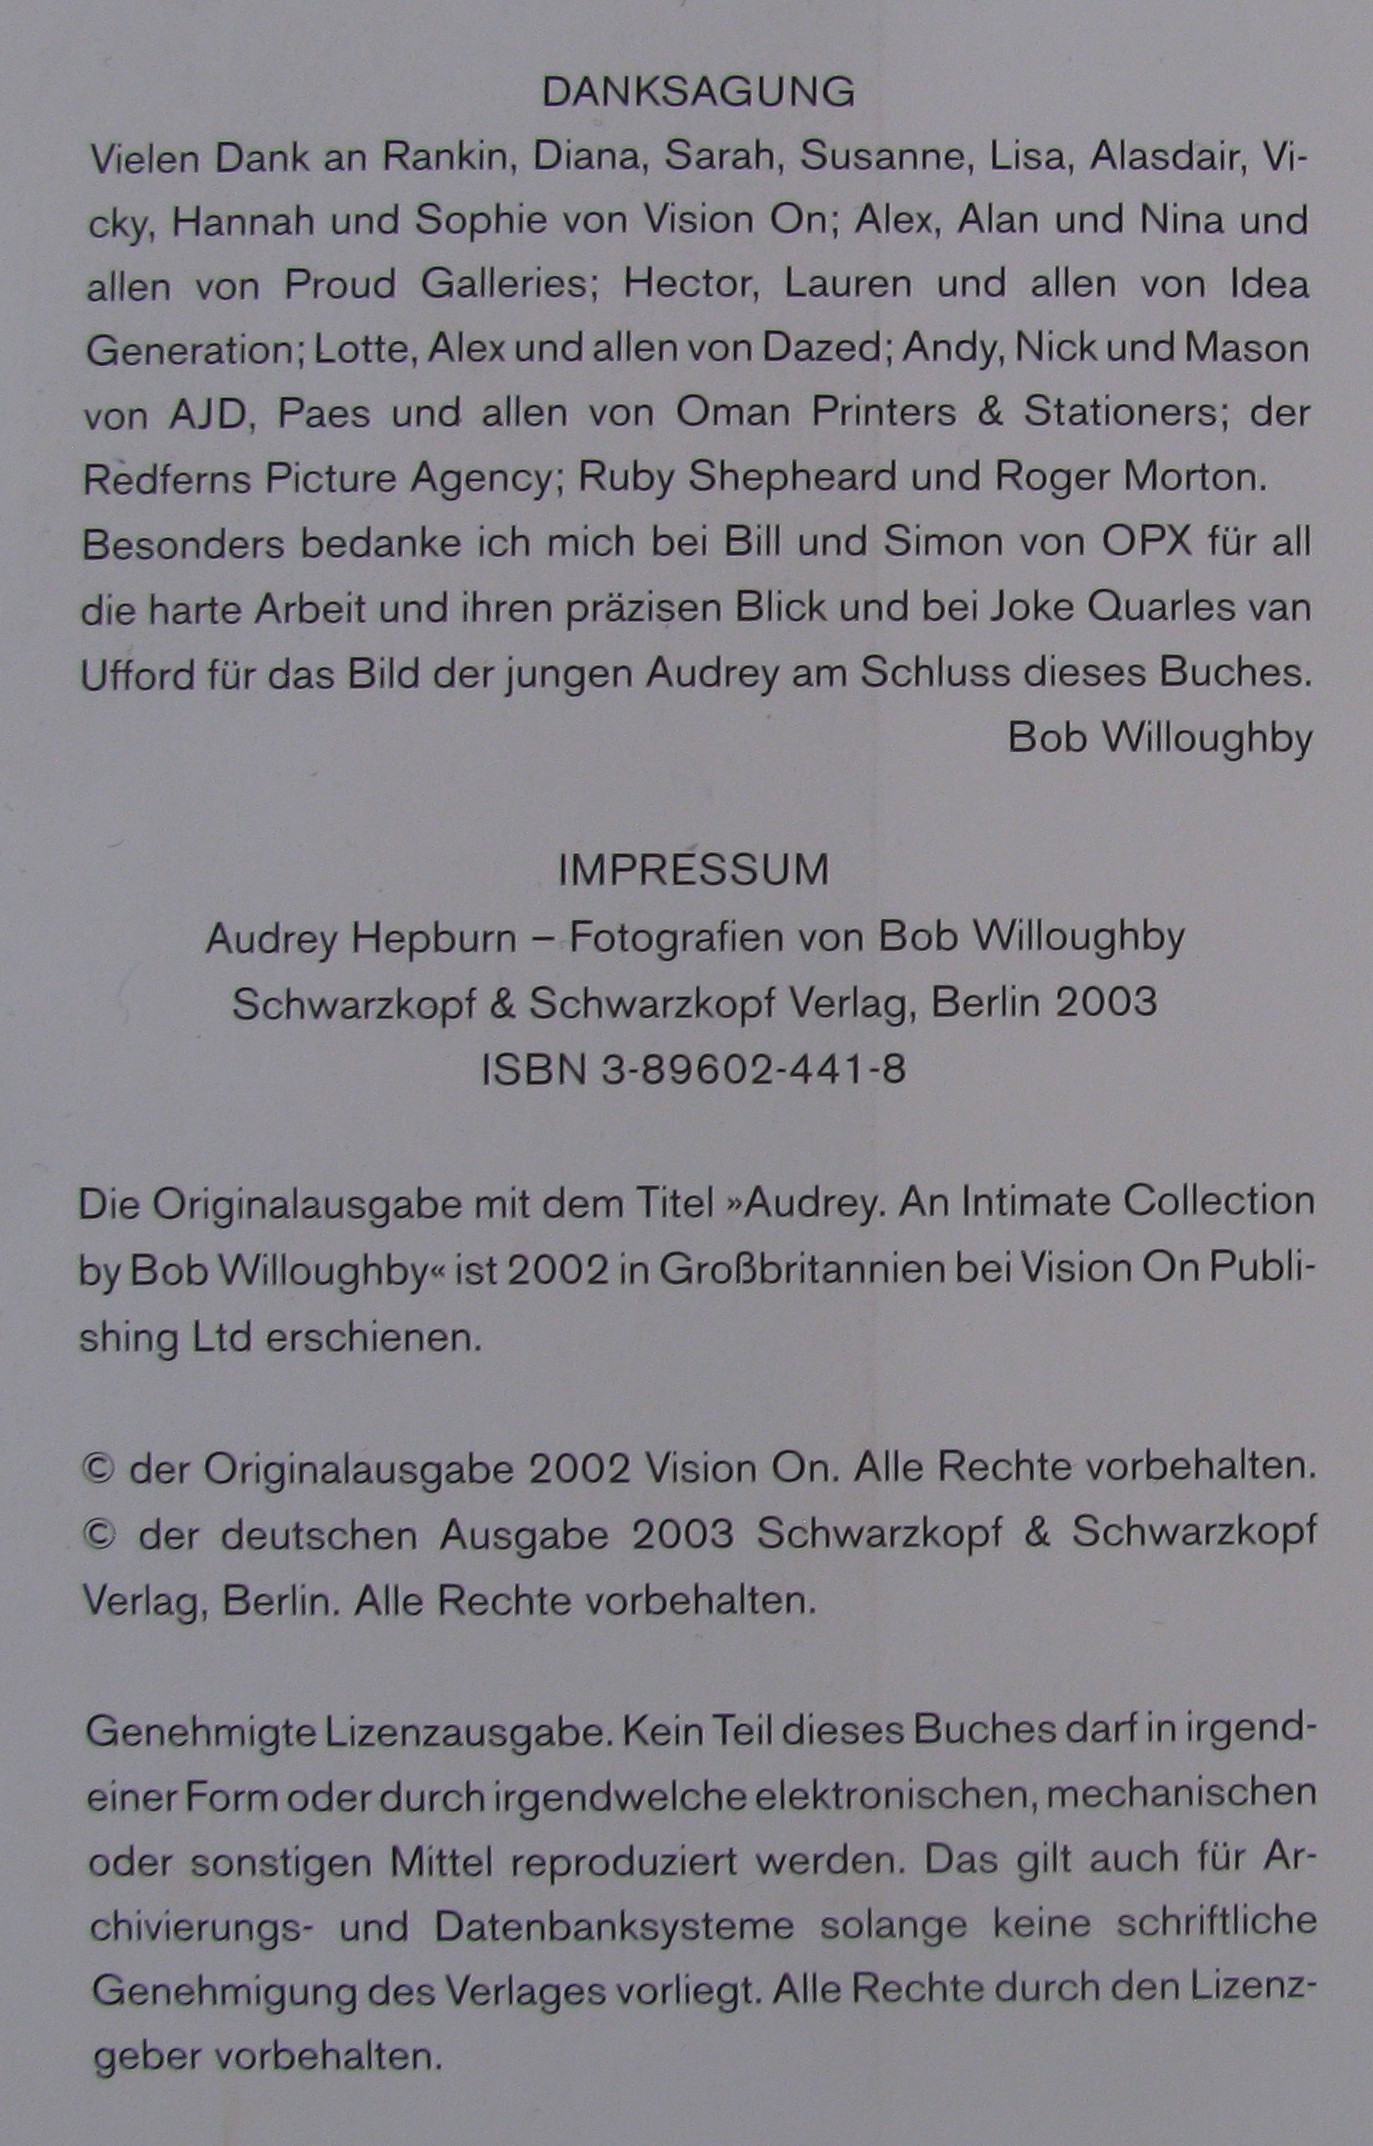 DANKSAGUNG
Vielen Dank an Rankin, Diana, Sarah, Susanne, Lisa, Alasdair, Vi-
cky, Hannah und Sophie von Vision On; Alex, Alan und Nina und
allen von Proud Galleries; Hector, Lauren und allen von Idea
Generation; Lotte, Alex und allen von Dazed; Andy, Nick und Mason
von AJD, Paes und allen von Oman Printers & Stationers; der
Redferns Picture Agency; Ruby Shepheard und Roger Morton.
Besonders bedanke ich mich bei Bill und Simon von OPX für all
die harte Arbeit und ihren präzisen Blick und bei Joke Quarles van
Ufford für das Bild der jungen Audrey am Schluss dieses Buches.
Bob Willoughby
IMPRESSUM
Audrey Hepburn – Fotografien von Bob Willoughby
Schwarzkopf & Schwarzkopf Verlag, Berlin 2003
ISBN 3-89602-441-8
Die Originalausgabe mit dem Titel »Audrey. An Intimate Collection
by Bob Willoughby« ist 2002 in Großbritannien bei Vision On Publi-
shing Ltd erschienen.
© der Originalausgabe 2002 Vision On. Alle Rechte vorbehalten.
© der deutschen Ausgabe 2003 Schwarzkopf & Schwarzkopf
Verlag, Berlin. Alle Rechte vorbehalten.
Genehmigte Lizenzausgabe. Kein Teil dieses Buches darf in irgend-
einer Form oder durch irgendwelche elektronischen, mechanischen
oder sonstigen Mittel reproduziert werden. Das gilt auch für Ar-
chivierungs- und Datenbanksysteme solange keine schriftliche
Genehmigung des Verlages vorliegt. Alle Rechte durch den Lizenz-
geber vorbehalten.